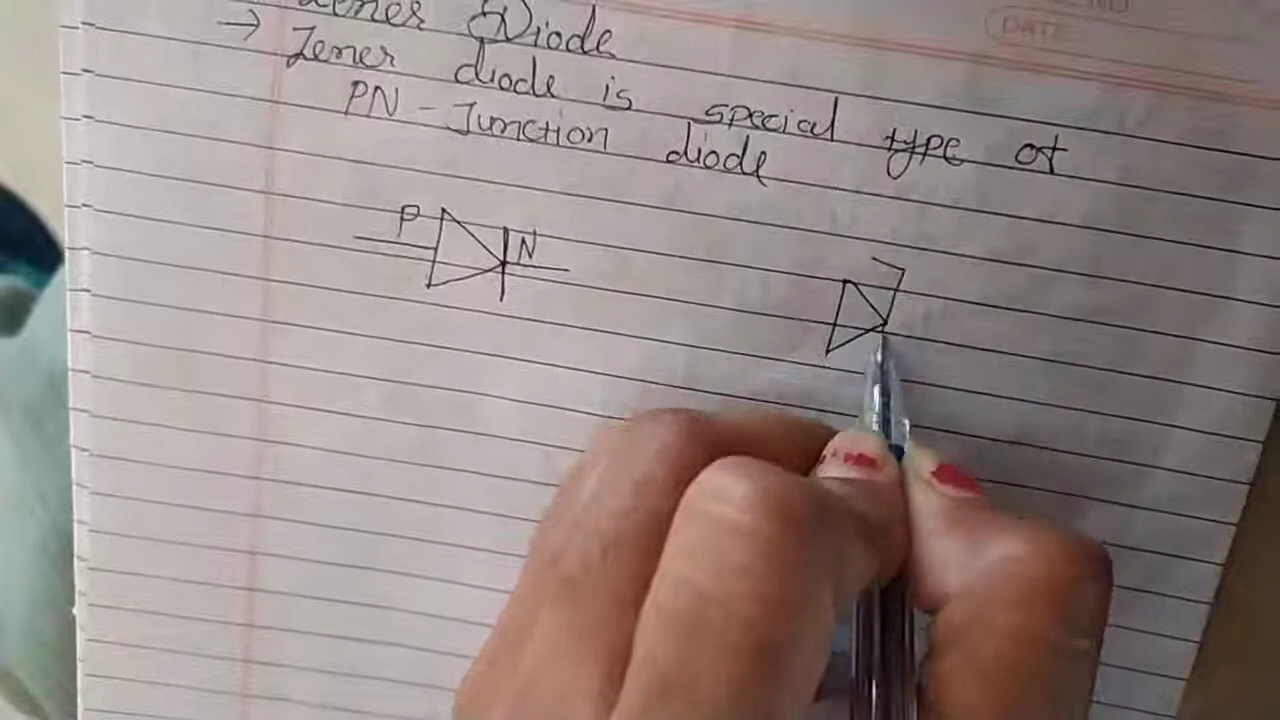 Zener Diode
→ Zener diode is special type of
PN - Junction diode
P
N
DATE